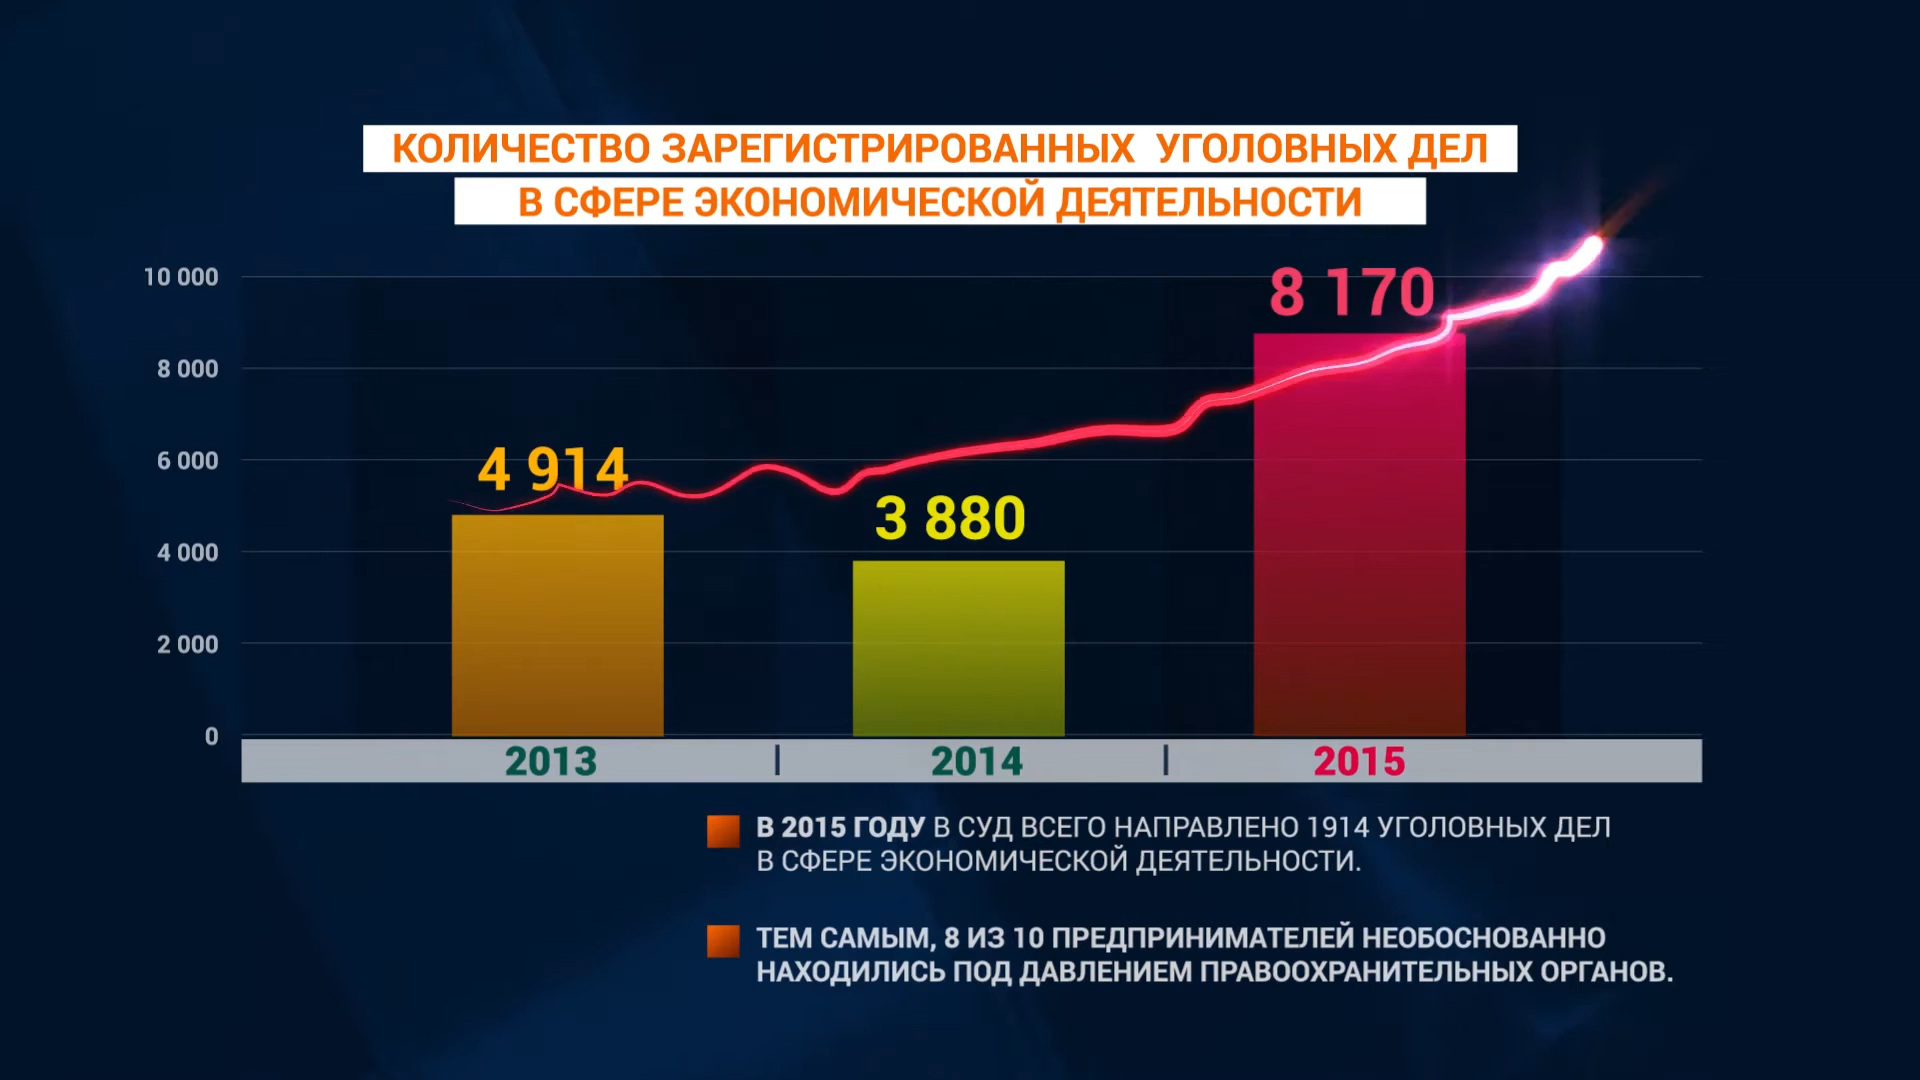 КОЛИЧЕСТВО ЗАРЕГИСТРИРОВАННЫХ УГОЛОВНЫХ ДЕЛ
В СФЕРЕ ЭКОНОМИЧЕСКОЙ ДЕЯТЕЛЬНОСТИ
10 000
8 170
8 000
4 914
6 000
3 880
4 000
2 000
0
2013 | 2014 | 2015
В 2015 ГОДУ В СУД ВСЕГО НАПРАВЛЕНО 1914 УГОЛОВНЫХ ДЕЛ
В СФЕРЕ ЭКОНОМИЧЕСКОЙ ДЕЯТЕЛЬНОСТИ.
ТЕМ САМЫМ, 8 ИЗ 10 ПРЕДПРИНИМАТЕЛЕЙ НЕОБОСНОВАННО
НАХОДИЛИСЬ ПОД ДАВЛЕНИЕМ ПРАВООХРАНИТЕЛЬНЫХ ОРГАНОВ.